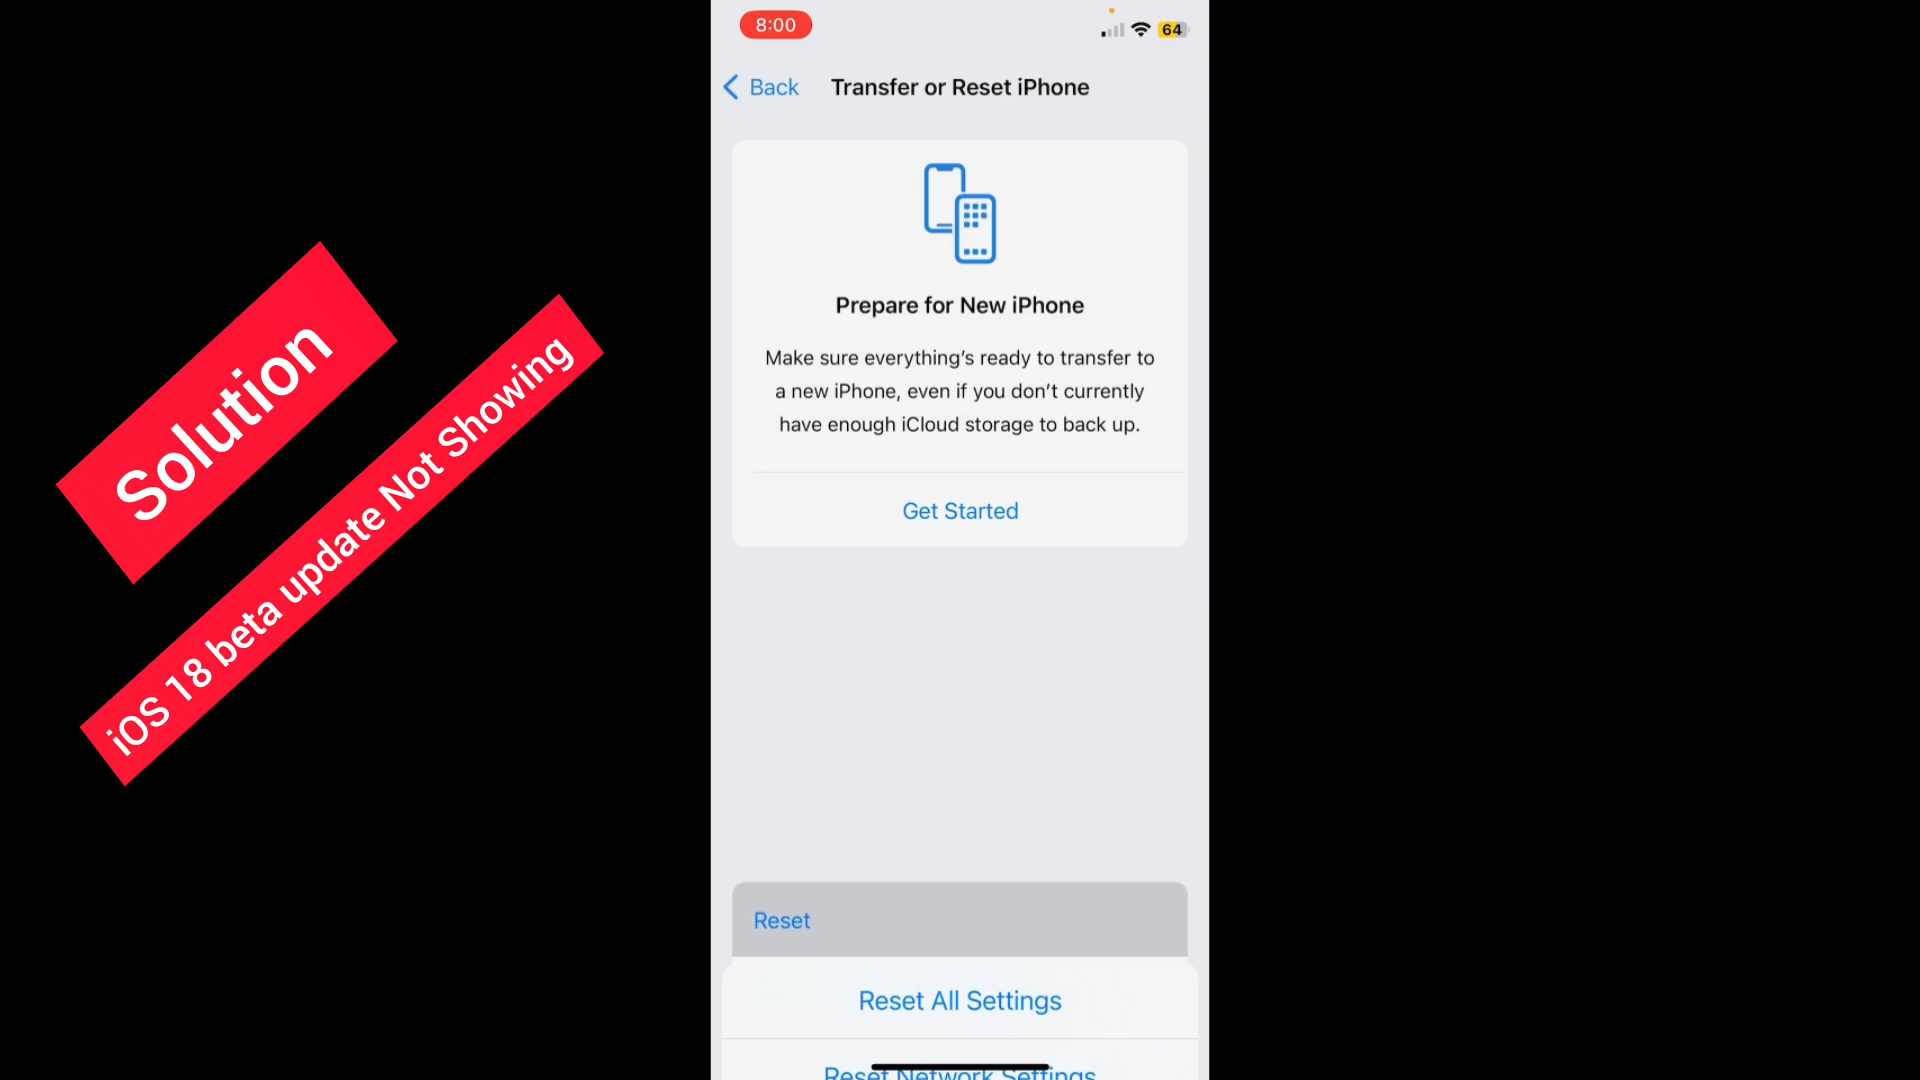 8:00
64
Back
Transfer or Reset iPhone
Prepare for New iPhone
Make sure everything's ready to transfer to
a new iPhone, even if you don't currently
have enough iCloud storage to back up.
Get Started
Reset
Reset All Settings
Reset Network Settings
Solution
iOS 18 beta update Not Showing